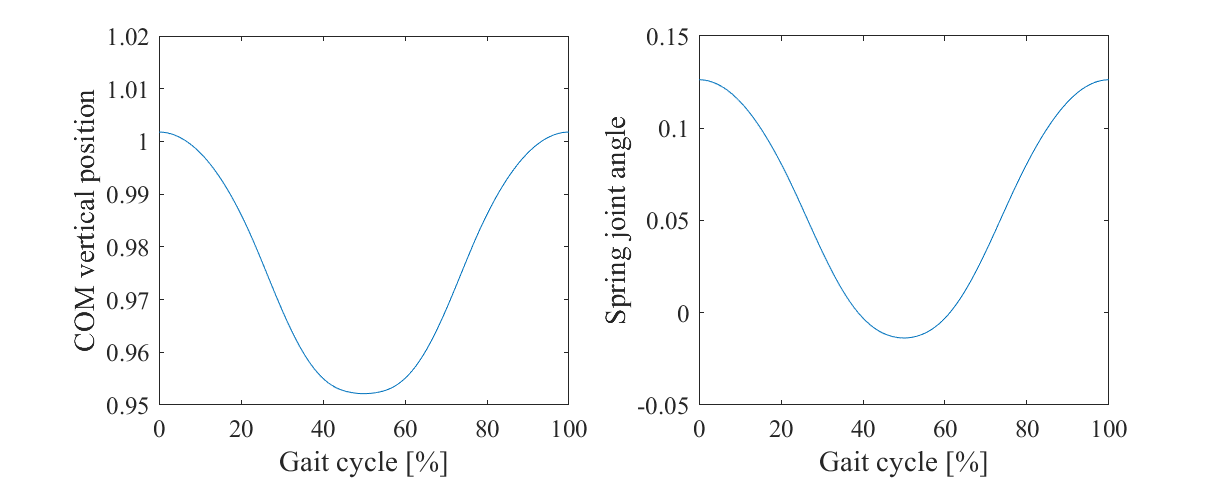 COM vertical position
1.02
1.01
1
0.99
0.98
0.97
0.96
0.95
0 20 40 60 80 100
Gait cycle [%]
Spring joint angle
0.15
0.1
0.05
0
-0.05
0 20 40 60 80 100
Gait cycle [%]